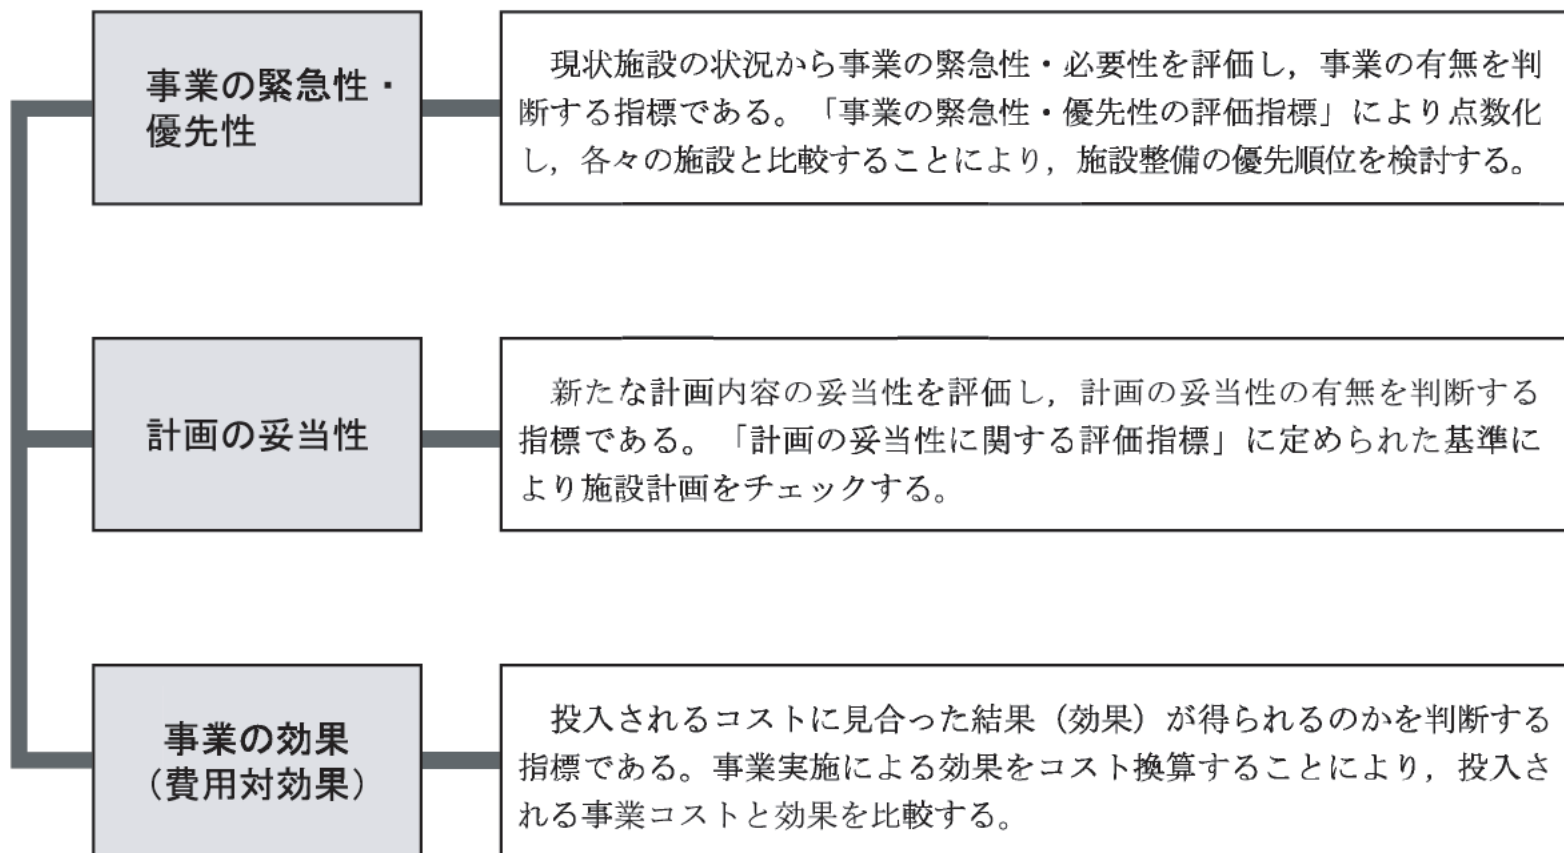 事業の緊急性・
優先性
現状施設の状況から事業の緊急性・必要性を評価し，事業の有無を判
断する指標である。「事業の緊急性・優先性の評価指標」により点数化
し，各々の施設と比較することにより，施設整備の優先順位を検討する。
計画の妥当性
新たな計画内容の妥当性を評価し，計画の妥当性の有無を判断する
指標である。「計画の妥当性に関する評価指標」に定められた基準に
より施設計画をチェックする。
事業の効果
（費用対効果）
投入されるコストに見合った結果（効果）が得られるのかを判断する
指標である。事業実施による効果をコスト換算することにより，投入さ
れる事業コストと効果を比較する。